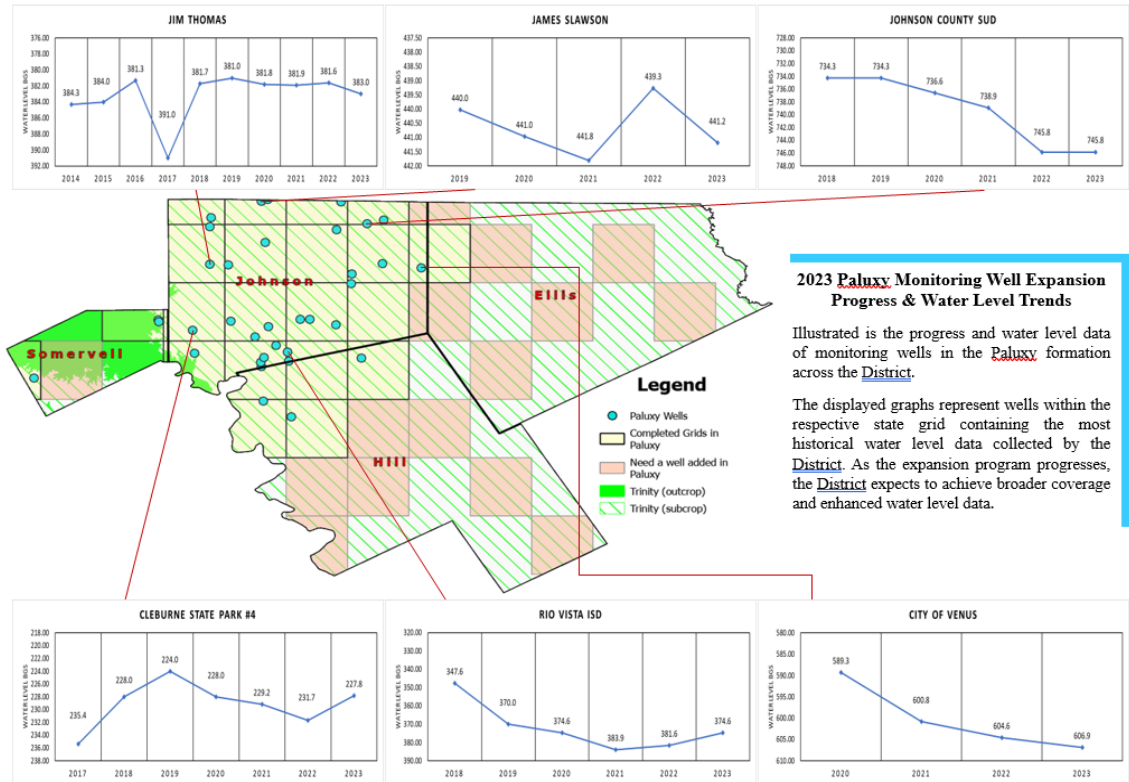 JIM THOMAS
WATER LEVEL BGS
376.00
378.00
380.00
382.00
384.00
386.00
388.00
390.00
392.00
384.3
384.0
381.3
391.0
381.7
381.0
381.8
381.9
381.6
383.0
2014 2015 2016 2017 2018 2019 2020 2021 2022 2023
JAMES SLAWSON
WATER LEVEL BGS
437.50
438.00
438.50
439.00
439.50
440.00
440.50
441.00
441.50
442.00
440.0
441.0
441.8
439.3
441.2
2019 2020 2021 2022 2023
JOHNSON COUNTY SUD
WATER LEVEL BGS
728.00
730.00
732.00
734.00
736.00
738.00
740.00
742.00
744.00
746.00
748.00
734.3
734.3
736.6
738.9
745.8
745.8
2018 2019 2020 2021 2022 2023
Johnson
Ellis
Somervell
Hill
Legend
Paluxy Wells
Completed Grids in
Paluxy
Need a well added in
Paluxy
Trinity (outcrop)
Trinity (subcrop)
2023 Paluxy Monitoring Well Expansion
Progress & Water Level Trends
Illustrated is the progress and water level data
of monitoring wells in the Paluxy formation
across the District.
The displayed graphs represent wells within the
respective state grid containing the most
historical water level data collected by the
District. As the expansion program progresses,
the District expects to achieve broader coverage
and enhanced water level data.
CLEBURNE STATE PARK #4
WATER LEVEL BGS
218.00
220.00
222.00
224.00
226.00
228.00
230.00
232.00
234.00
236.00
238.00
235.4
228.0
224.0
228.0
229.2
231.7
227.8
2017 2018 2019 2020 2021 2022 2023
RIO VISTA ISD
WATER LEVEL BGS
320.00
330.00
340.00
350.00
360.00
370.00
380.00
390.00
347.6
370.0
374.6
383.9
381.6
374.6
2018 2019 2020 2021 2022 2023
CITY OF VENUS
WATER LEVEL BGS
580.00
585.00
590.00
595.00
600.00
605.00
610.00
589.3
600.8
604.6
606.9
2020 2021 2022 2023